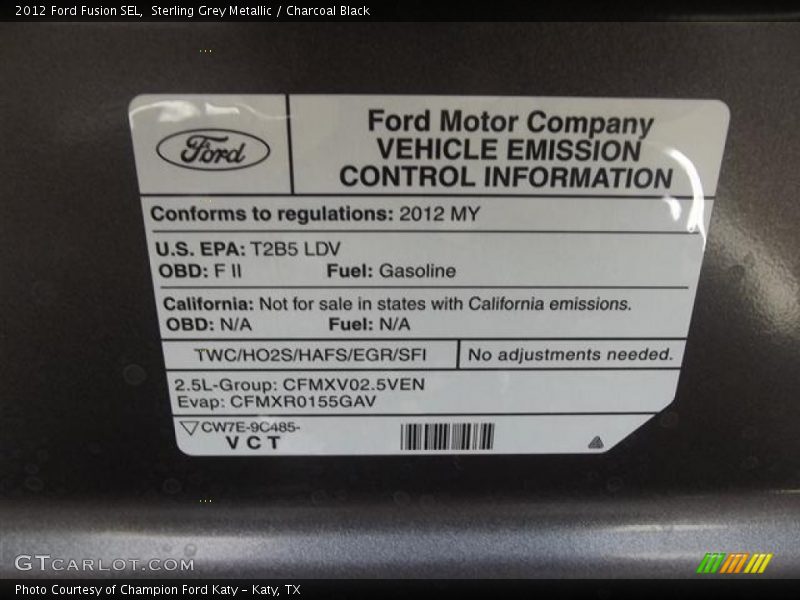 2012 Ford Fusion SEL,  Sterling Grey Metallic / Charcoal Black
Ford
Ford Motor Company
VEHICLE EMISSION
CONTROL INFORMATION
Conforms to regulations: 2012 MY
U.S. EPA: T2B5 LDV
OBD: F II Fuel: Gasoline
California: Not for sale in states with California emissions.
OBD: N/A Fuel: N/A
TWC/HO2S/HAFS/EGR/SFI No adjustments needed.
2.5L-Group: CFMXV02.5VEN
Evap: CFMXR0155GAV
CW7E-9C485-
V C T
GTCARLOT.COM
Photo Courtesy of Champion Ford Katy – Katy, TX